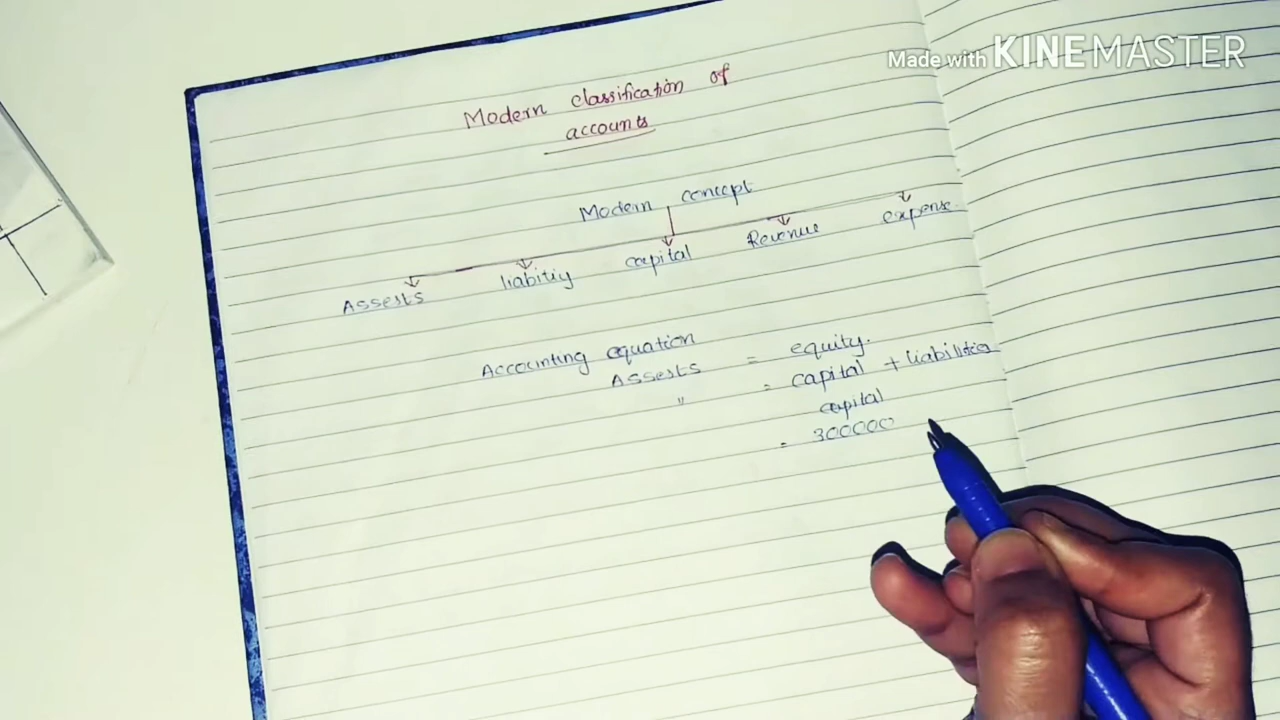 Made with KINEMASTER
Modern classification of
accounts
Modern concept
Assests liabitiy capital Revenue expense.
Accounting equation
Assests = equity.
" = capital + liabilities
capital
= 300000